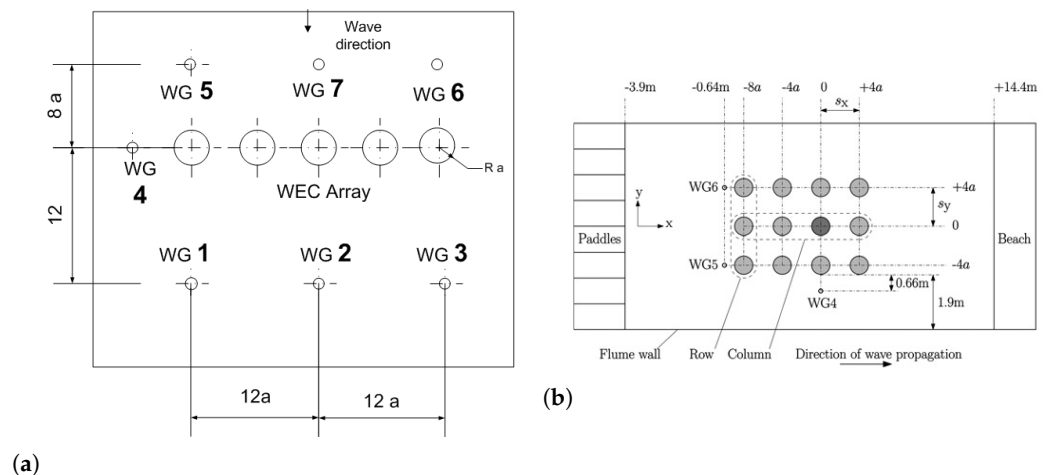 Wave
direction
WG 5
WG 7
WG 6
8 a
WG
4
R a
WEC Array
12
WG 1
WG 2
WG 3
12a
12 a
(a)
-3.9m
-0.64m
-8a
-4a
0
+4a
+14.4m
sx
WG6
+4a
sy
y
x
0
Paddles
Beach
WG5
-4a
0.66m
WG4
1.9m
Flume wall
Row
Column
Direction of wave propagation
(b)